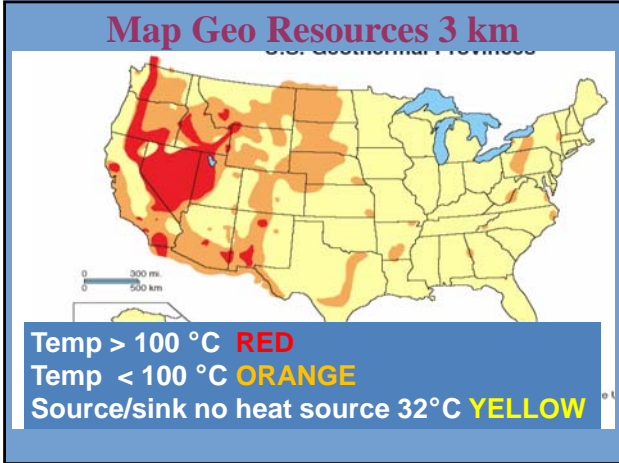 Map Geo Resources 3 km
U.S. Geothermal Provinces
0 300 mi.
0 500 km
Temp > 100 °C RED
Temp < 100 °C ORANGE
Source/sink no heat source 32°C YELLOW